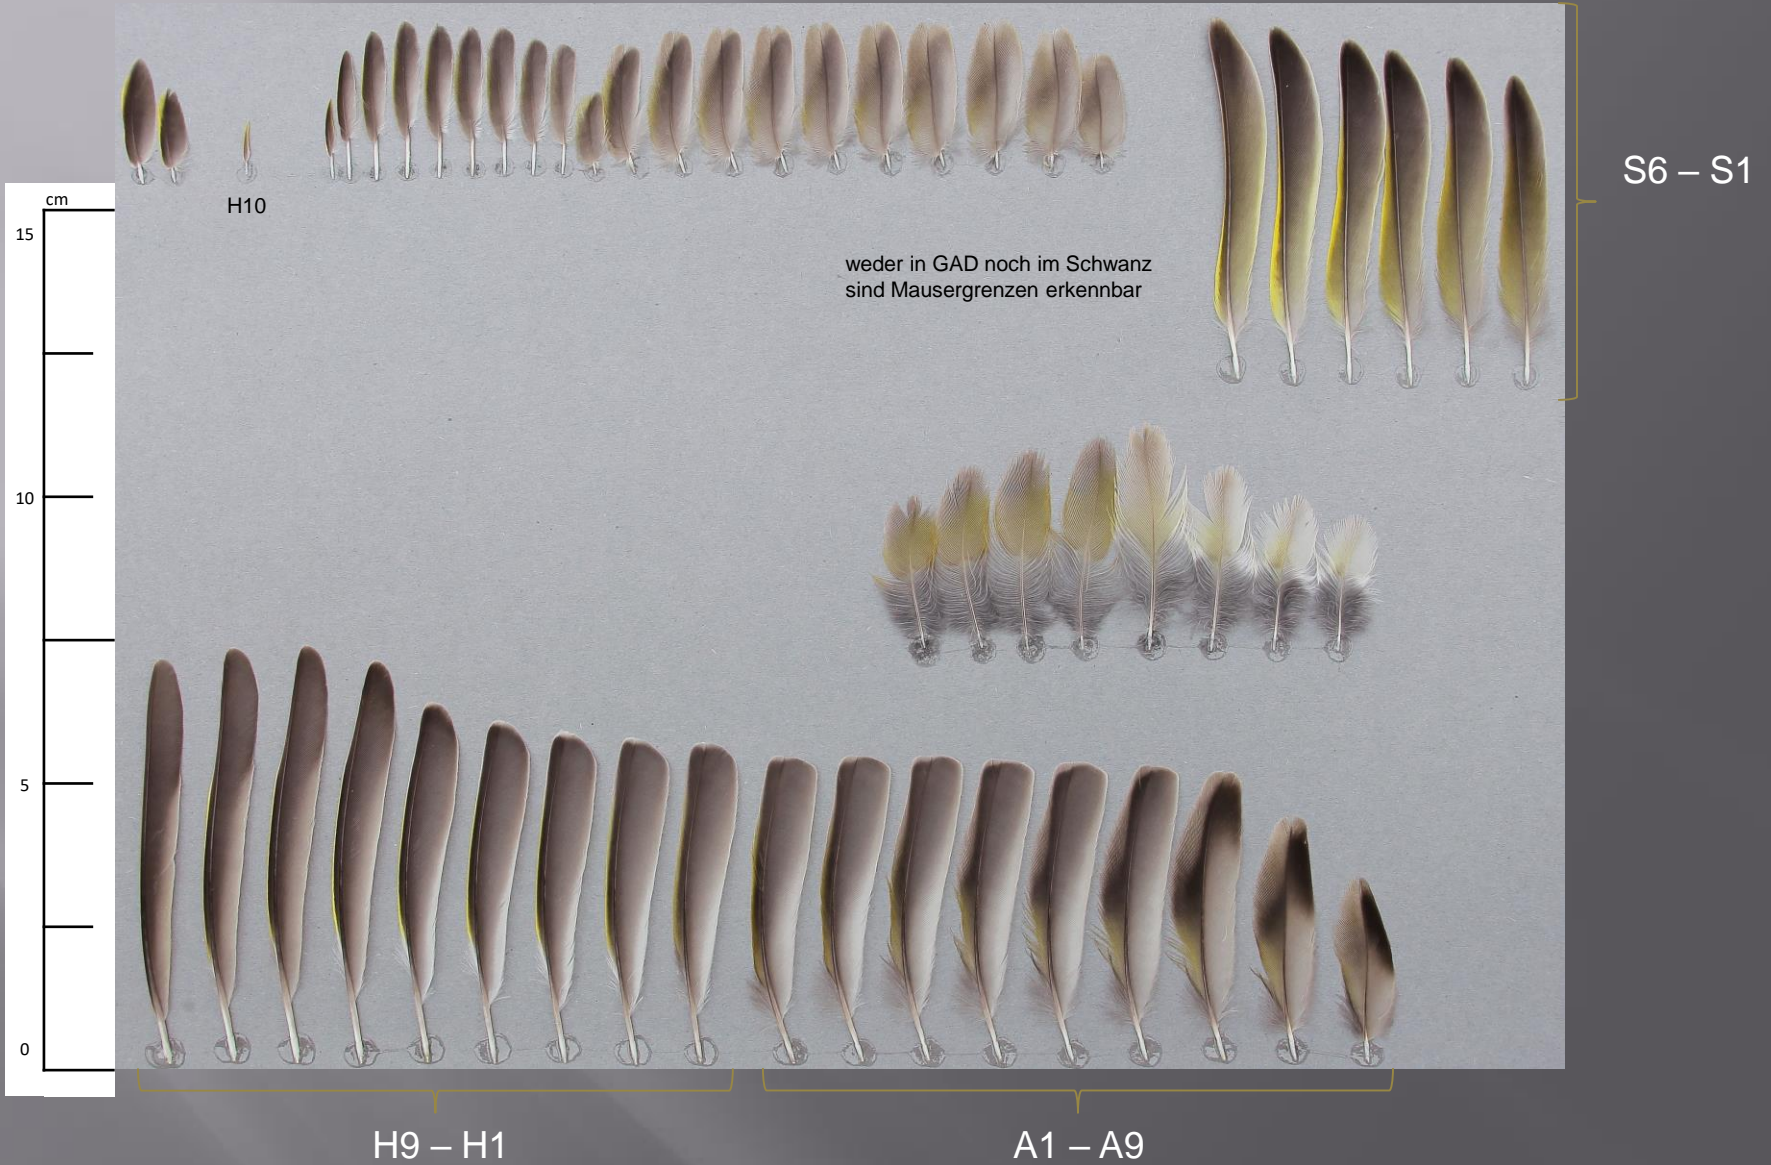 S6 – S1
cm
15
H10
weder in GAD noch im Schwanz
sind Mausergrenzen erkennbar
10
5
0
H9 – H1
A1 – A9